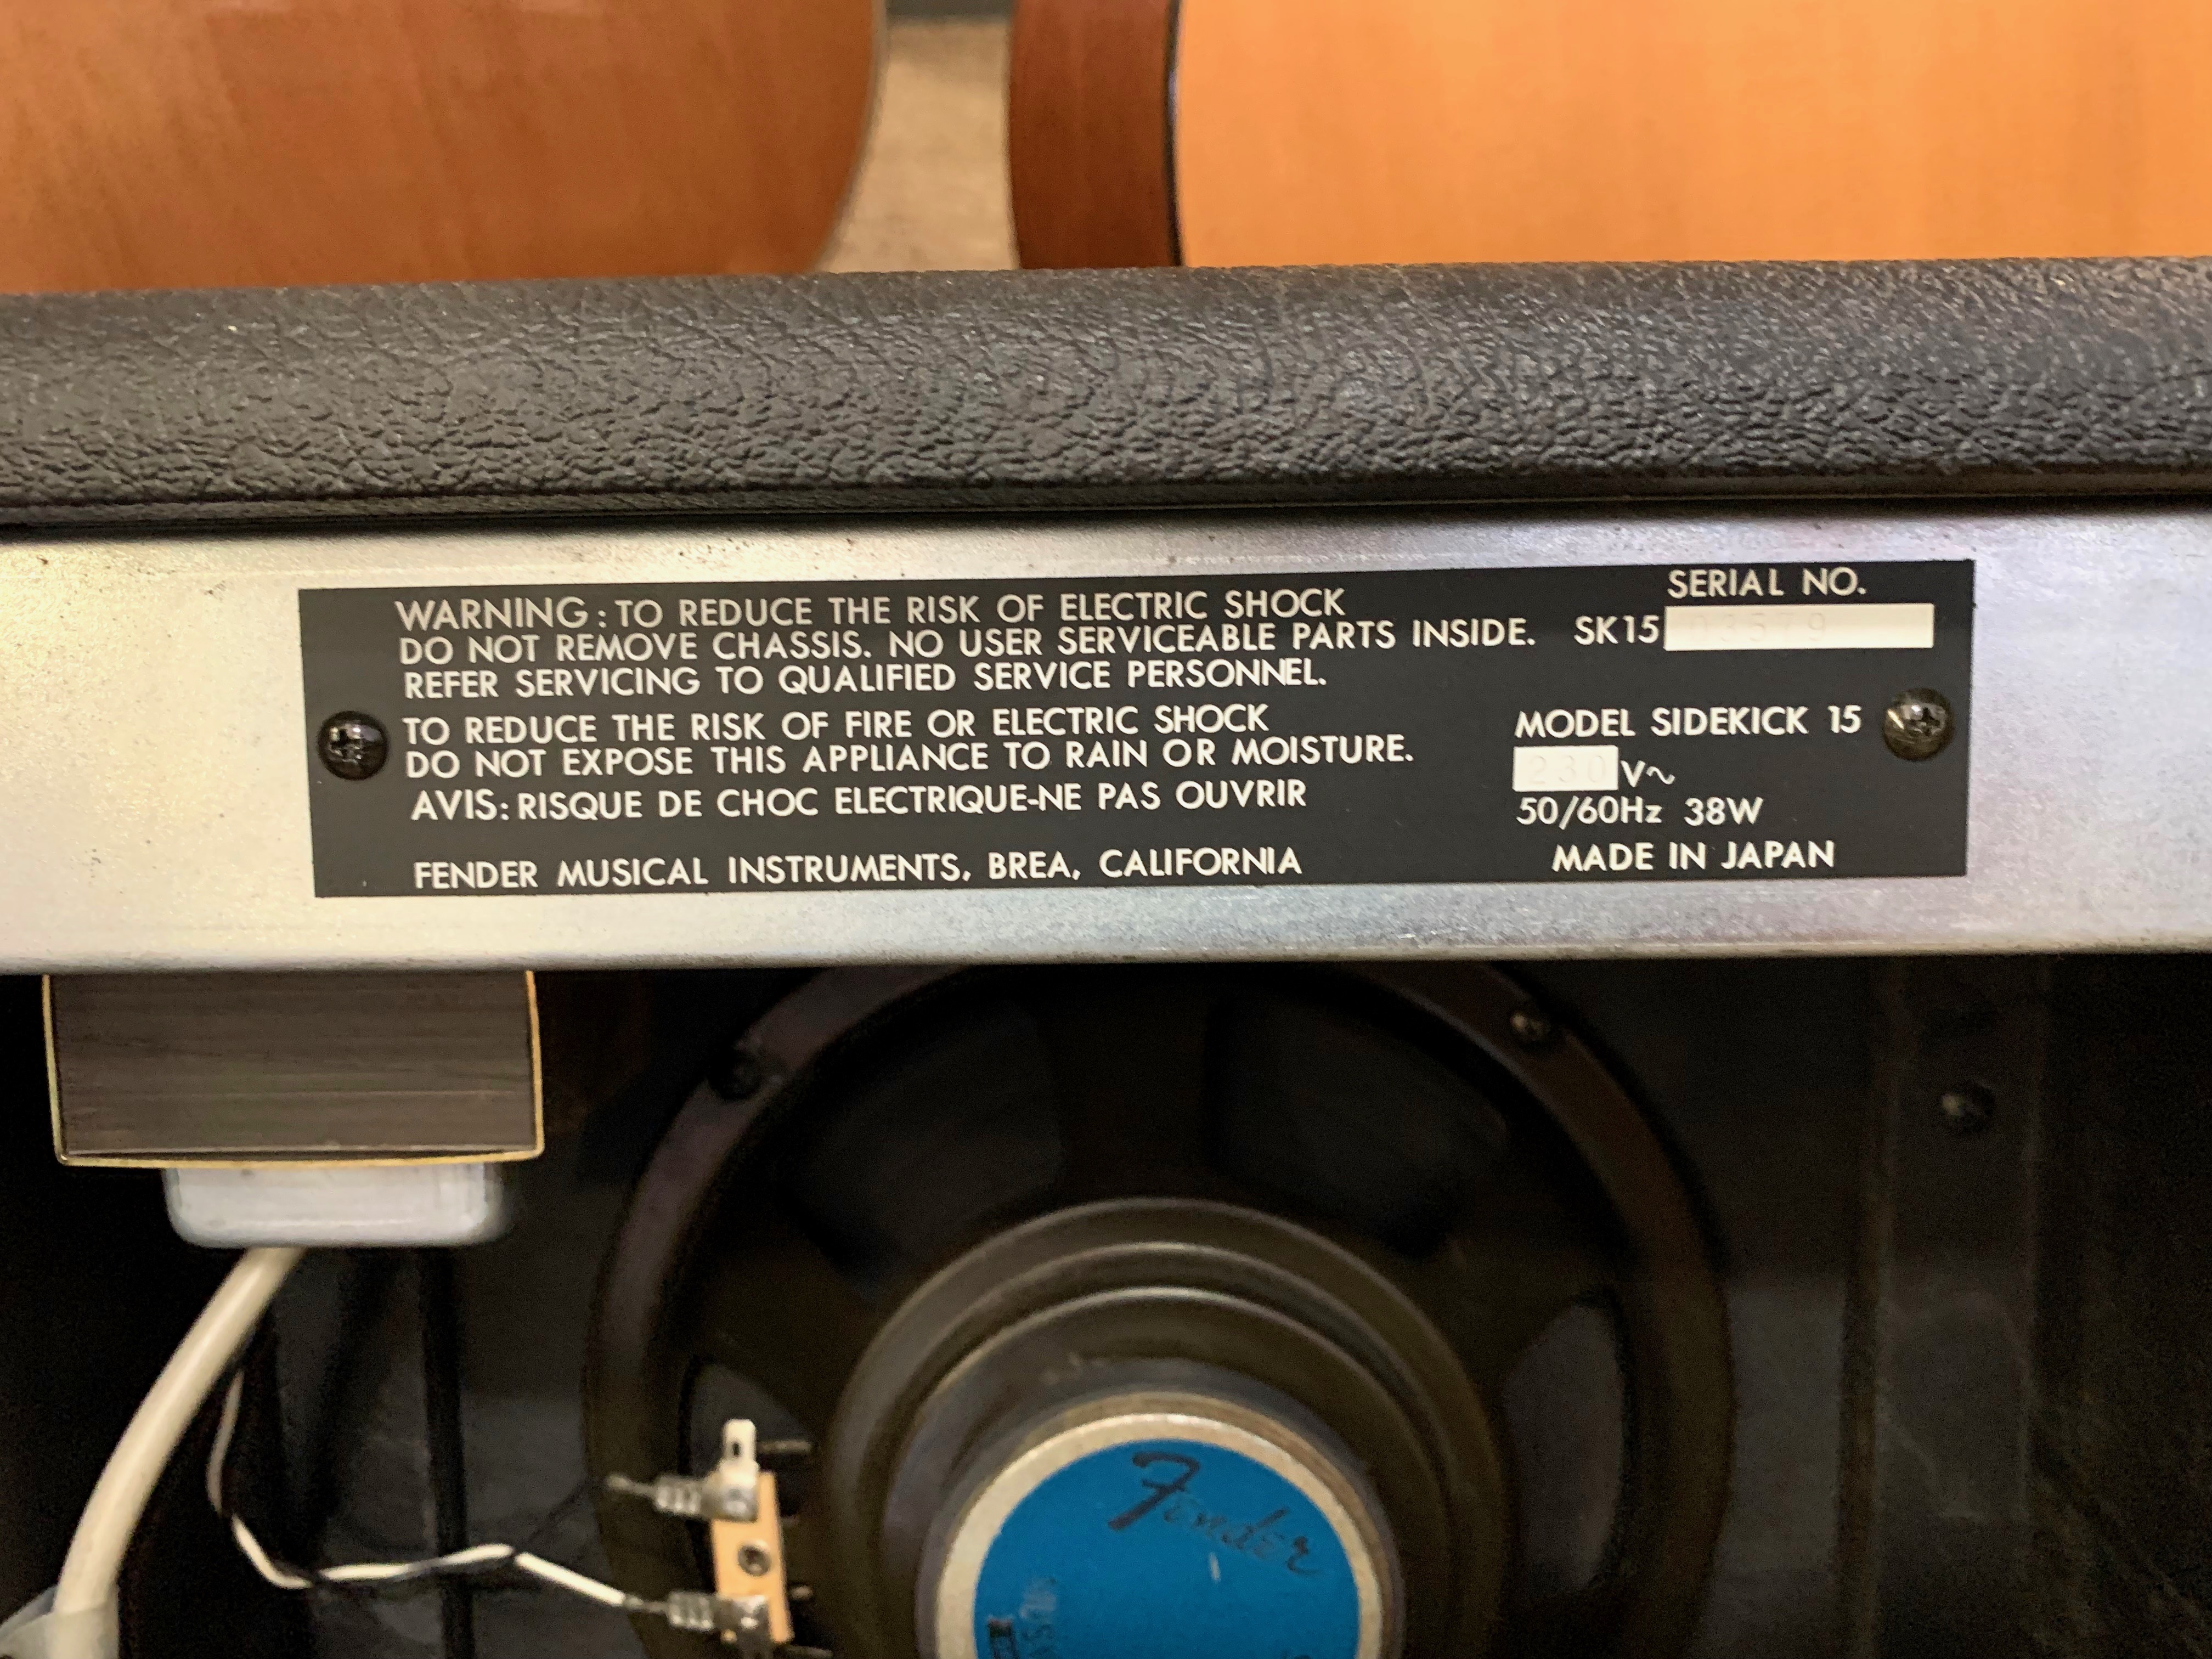 WARNING: TO REDUCE THE RISK OF ELECTRIC SHOCK
DO NOT REMOVE CHASSIS. NO USER SERVICEABLE PARTS INSIDE.
REFER SERVICING TO QUALIFIED SERVICE PERSONNEL.
TO REDUCE THE RISK OF FIRE OR ELECTRIC SHOCK
DO NOT EXPOSE THIS APPLIANCE TO RAIN OR MOISTURE.
AVIS: RISQUE DE CHOC ELECTRIQUE-NE PAS OUVRIR
FENDER MUSICAL INSTRUMENTS, BREA, CALIFORNIA
SERIAL NO.
SK15
MODEL SIDEKICK 15
230 V~
50/60Hz 38W
MADE IN JAPAN
Fender